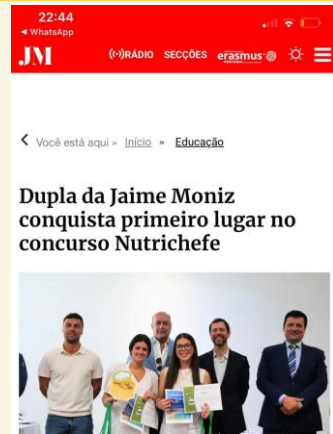 22:44
◀ WhatsApp
JM RÁDIO SECÇÕES erasmus
Você está aqui » Início » Educação
Dupla da Jaime Moniz
conquista primeiro lugar no
concurso Nutrichefe